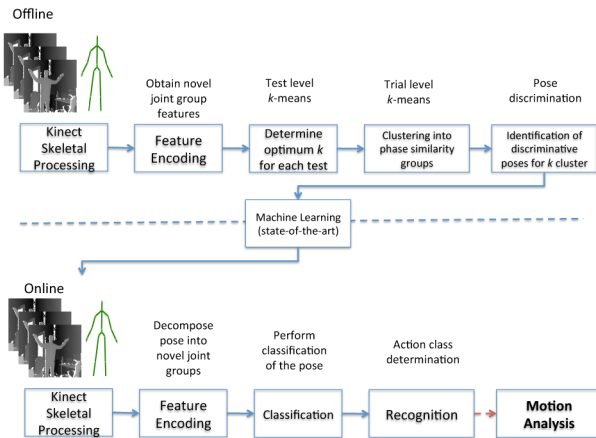 Offline
Obtain novel
joint group
features
Test level
k-means
Trial level
k-means
Pose
discrimination
Kinect
Skeletal
Processing
Feature
Encoding
Determine
optimum k
for each test
Clustering into
phase similarity
groups
Identification of
discriminative
poses for k cluster
Machine Learning
(state-of-the-art)
Online
Decompose
pose into
novel joint
groups
Perform
classification
of the pose
Action class
determination
Kinect
Skeletal
Processing
Feature
Encoding
Classification
Recognition
Motion
Analysis